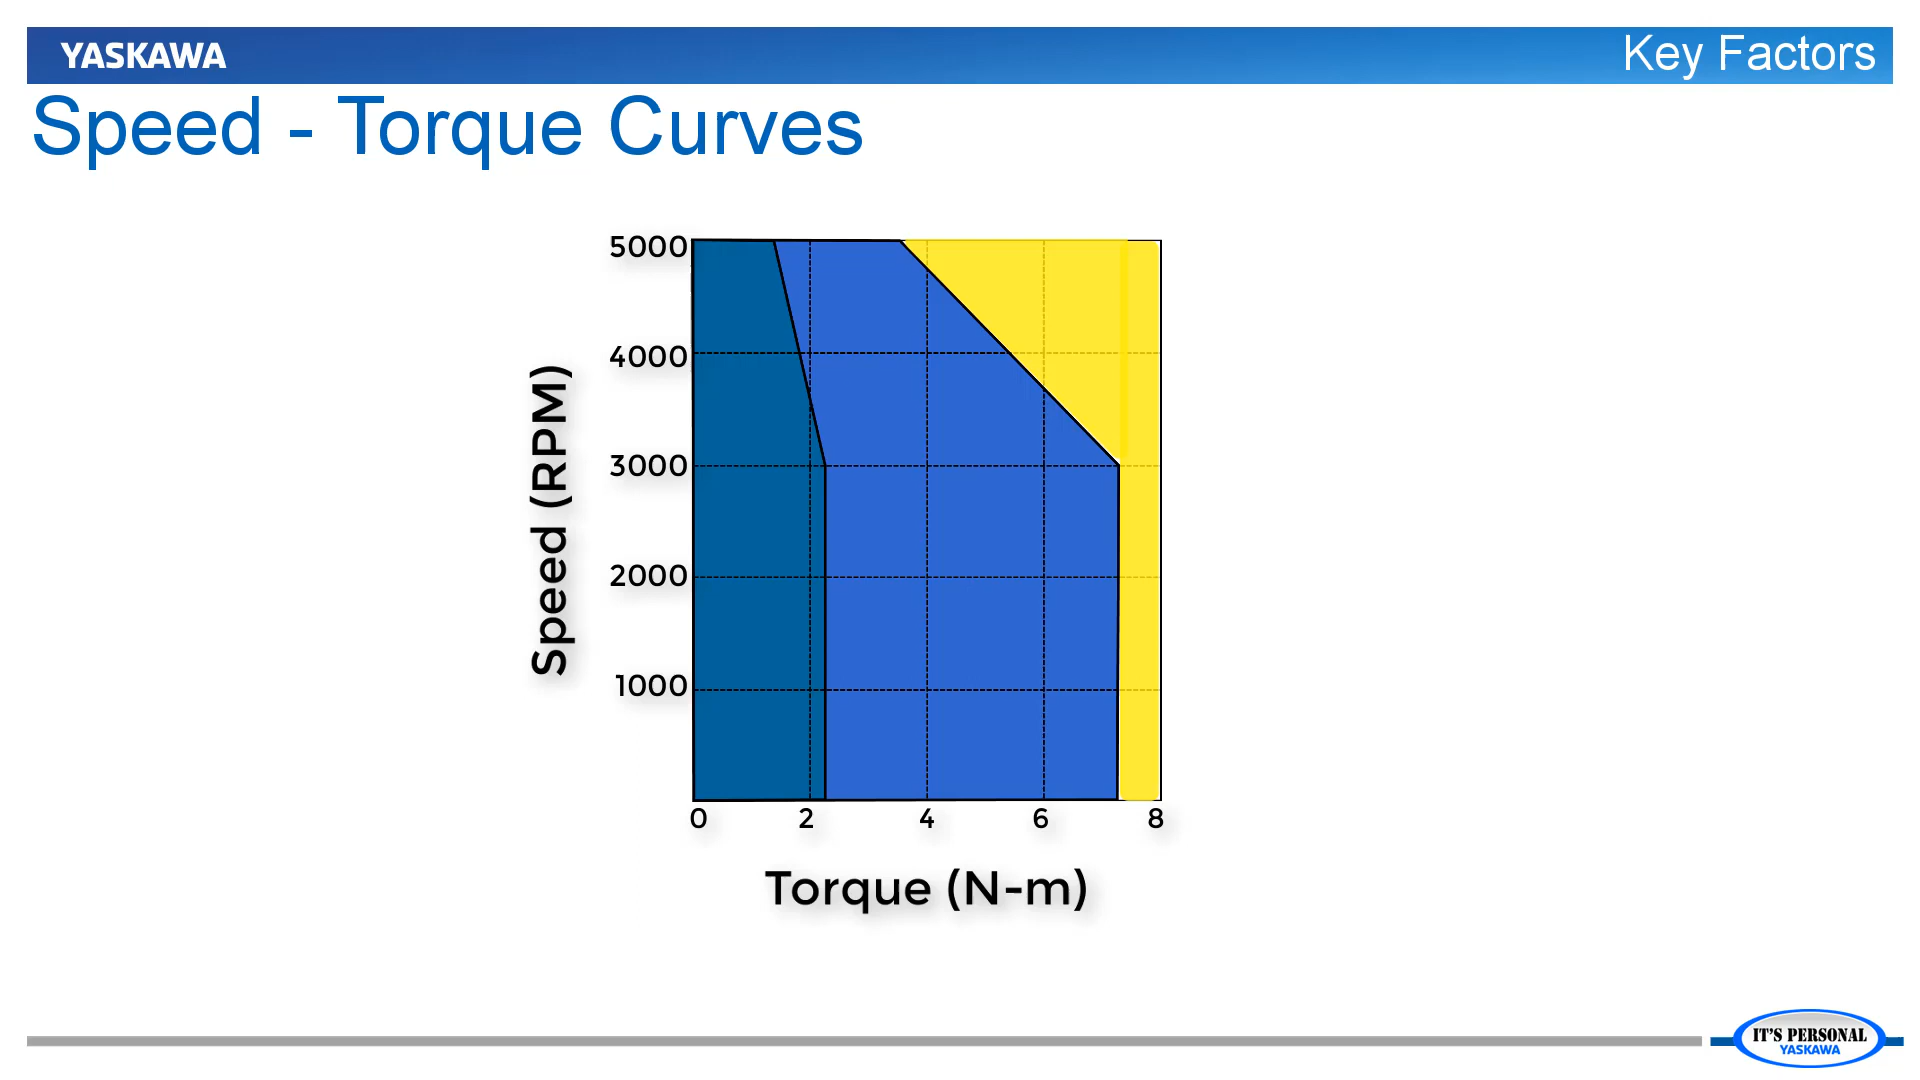 YASKAWA
Key Factors
Speed - Torque Curves
5000
4000
3000
2000
1000
Speed (RPM)
0 2 4 6 8
Torque (N-m)
IT'S PERSONAL
YASKAWA